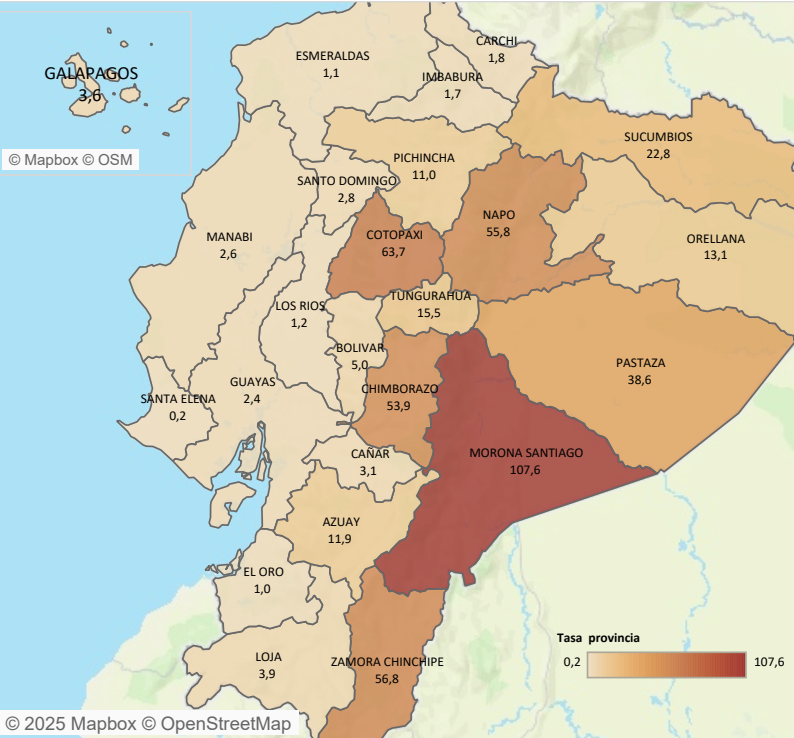 ESMERALDAS
1,1
CARCHI
1,8
IMBABURA
1,7
GALAPAGOS
3,6
© Mapbox © OSM
SUCUMBIOS
22,8
PICHINCHA
11,0
SANTO DOMINGO
2,8
NAPO
55,8
MANABI
2,6
COTOPAXI
63,7
ORELLANA
13,1
TUNGURAHUA
15,5
LOS RIOS
1,2
BOLIVAR
5,0
PASTAZA
38,6
GUAYAS
2,4
CHIMBORAZO
53,9
SANTA ELENA
0,2
CAÑAR
3,1
MORONA SANTIAGO
107,6
AZUAY
11,9
EL ORO
1,0
LOJA
3,9
ZAMORA CHINCHIPE
56,8
Tasa provincia
0,2 107,6
© 2025 Mapbox © OpenStreetMap